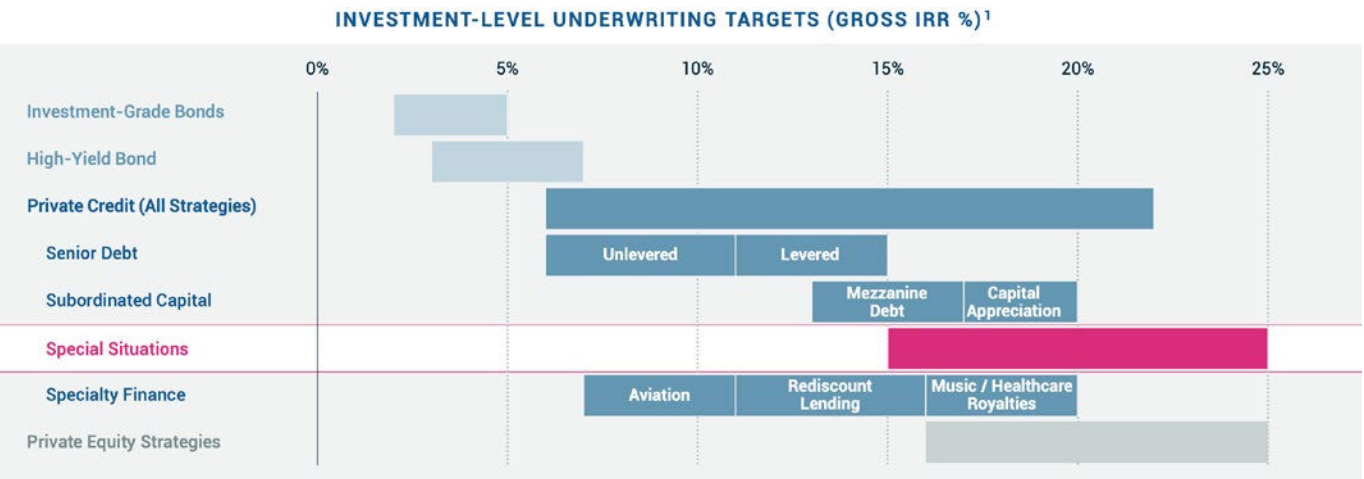 INVESTMENT-LEVEL UNDERWRITING TARGETS (GROSS IRR %)¹
0% 5% 10% 15% 20% 25%
Investment-Grade Bonds
High-Yield Bond
Private Credit (All Strategies)
Senior Debt Unlevered Levered
Subordinated Capital Mezzanine Debt Capital Appreciation
Special Situations
Specialty Finance Aviation Rediscount Lending Music / Healthcare Royalties
Private Equity Strategies